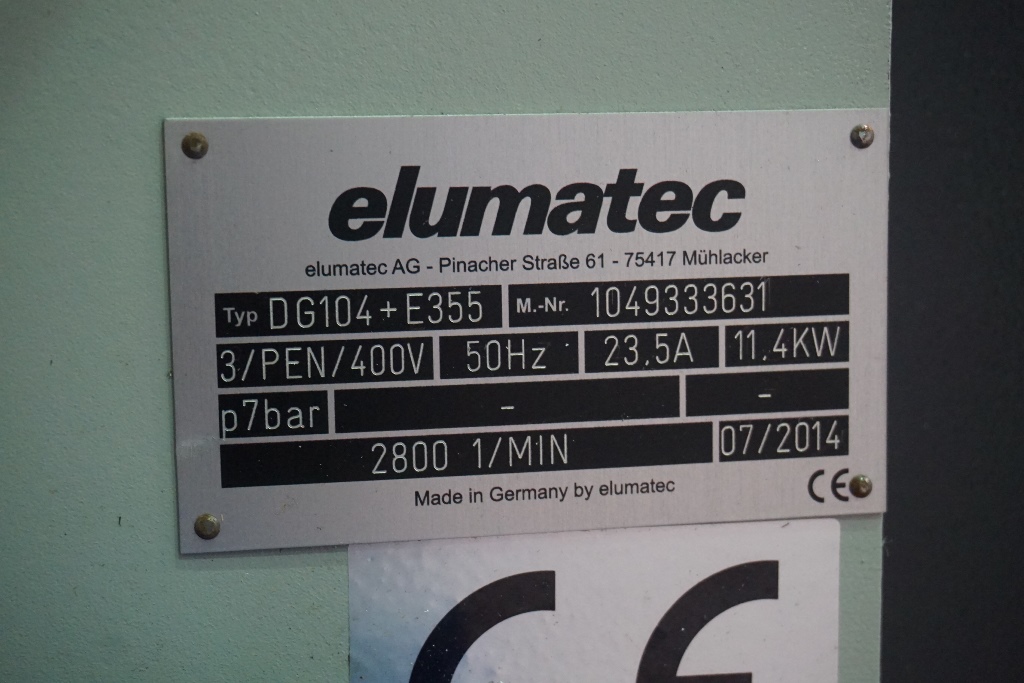 elumatec
elumatec AG - Pinacher Straße 61 - 75417 Mühlacker
Typ DG104+E355 M.-Nr. 1049333631
3/PEN/400V 50Hz 23,5A 11,4KW
p7bar - -
2800 1/MIN 07/2014
Made in Germany by elumatec CE
CE